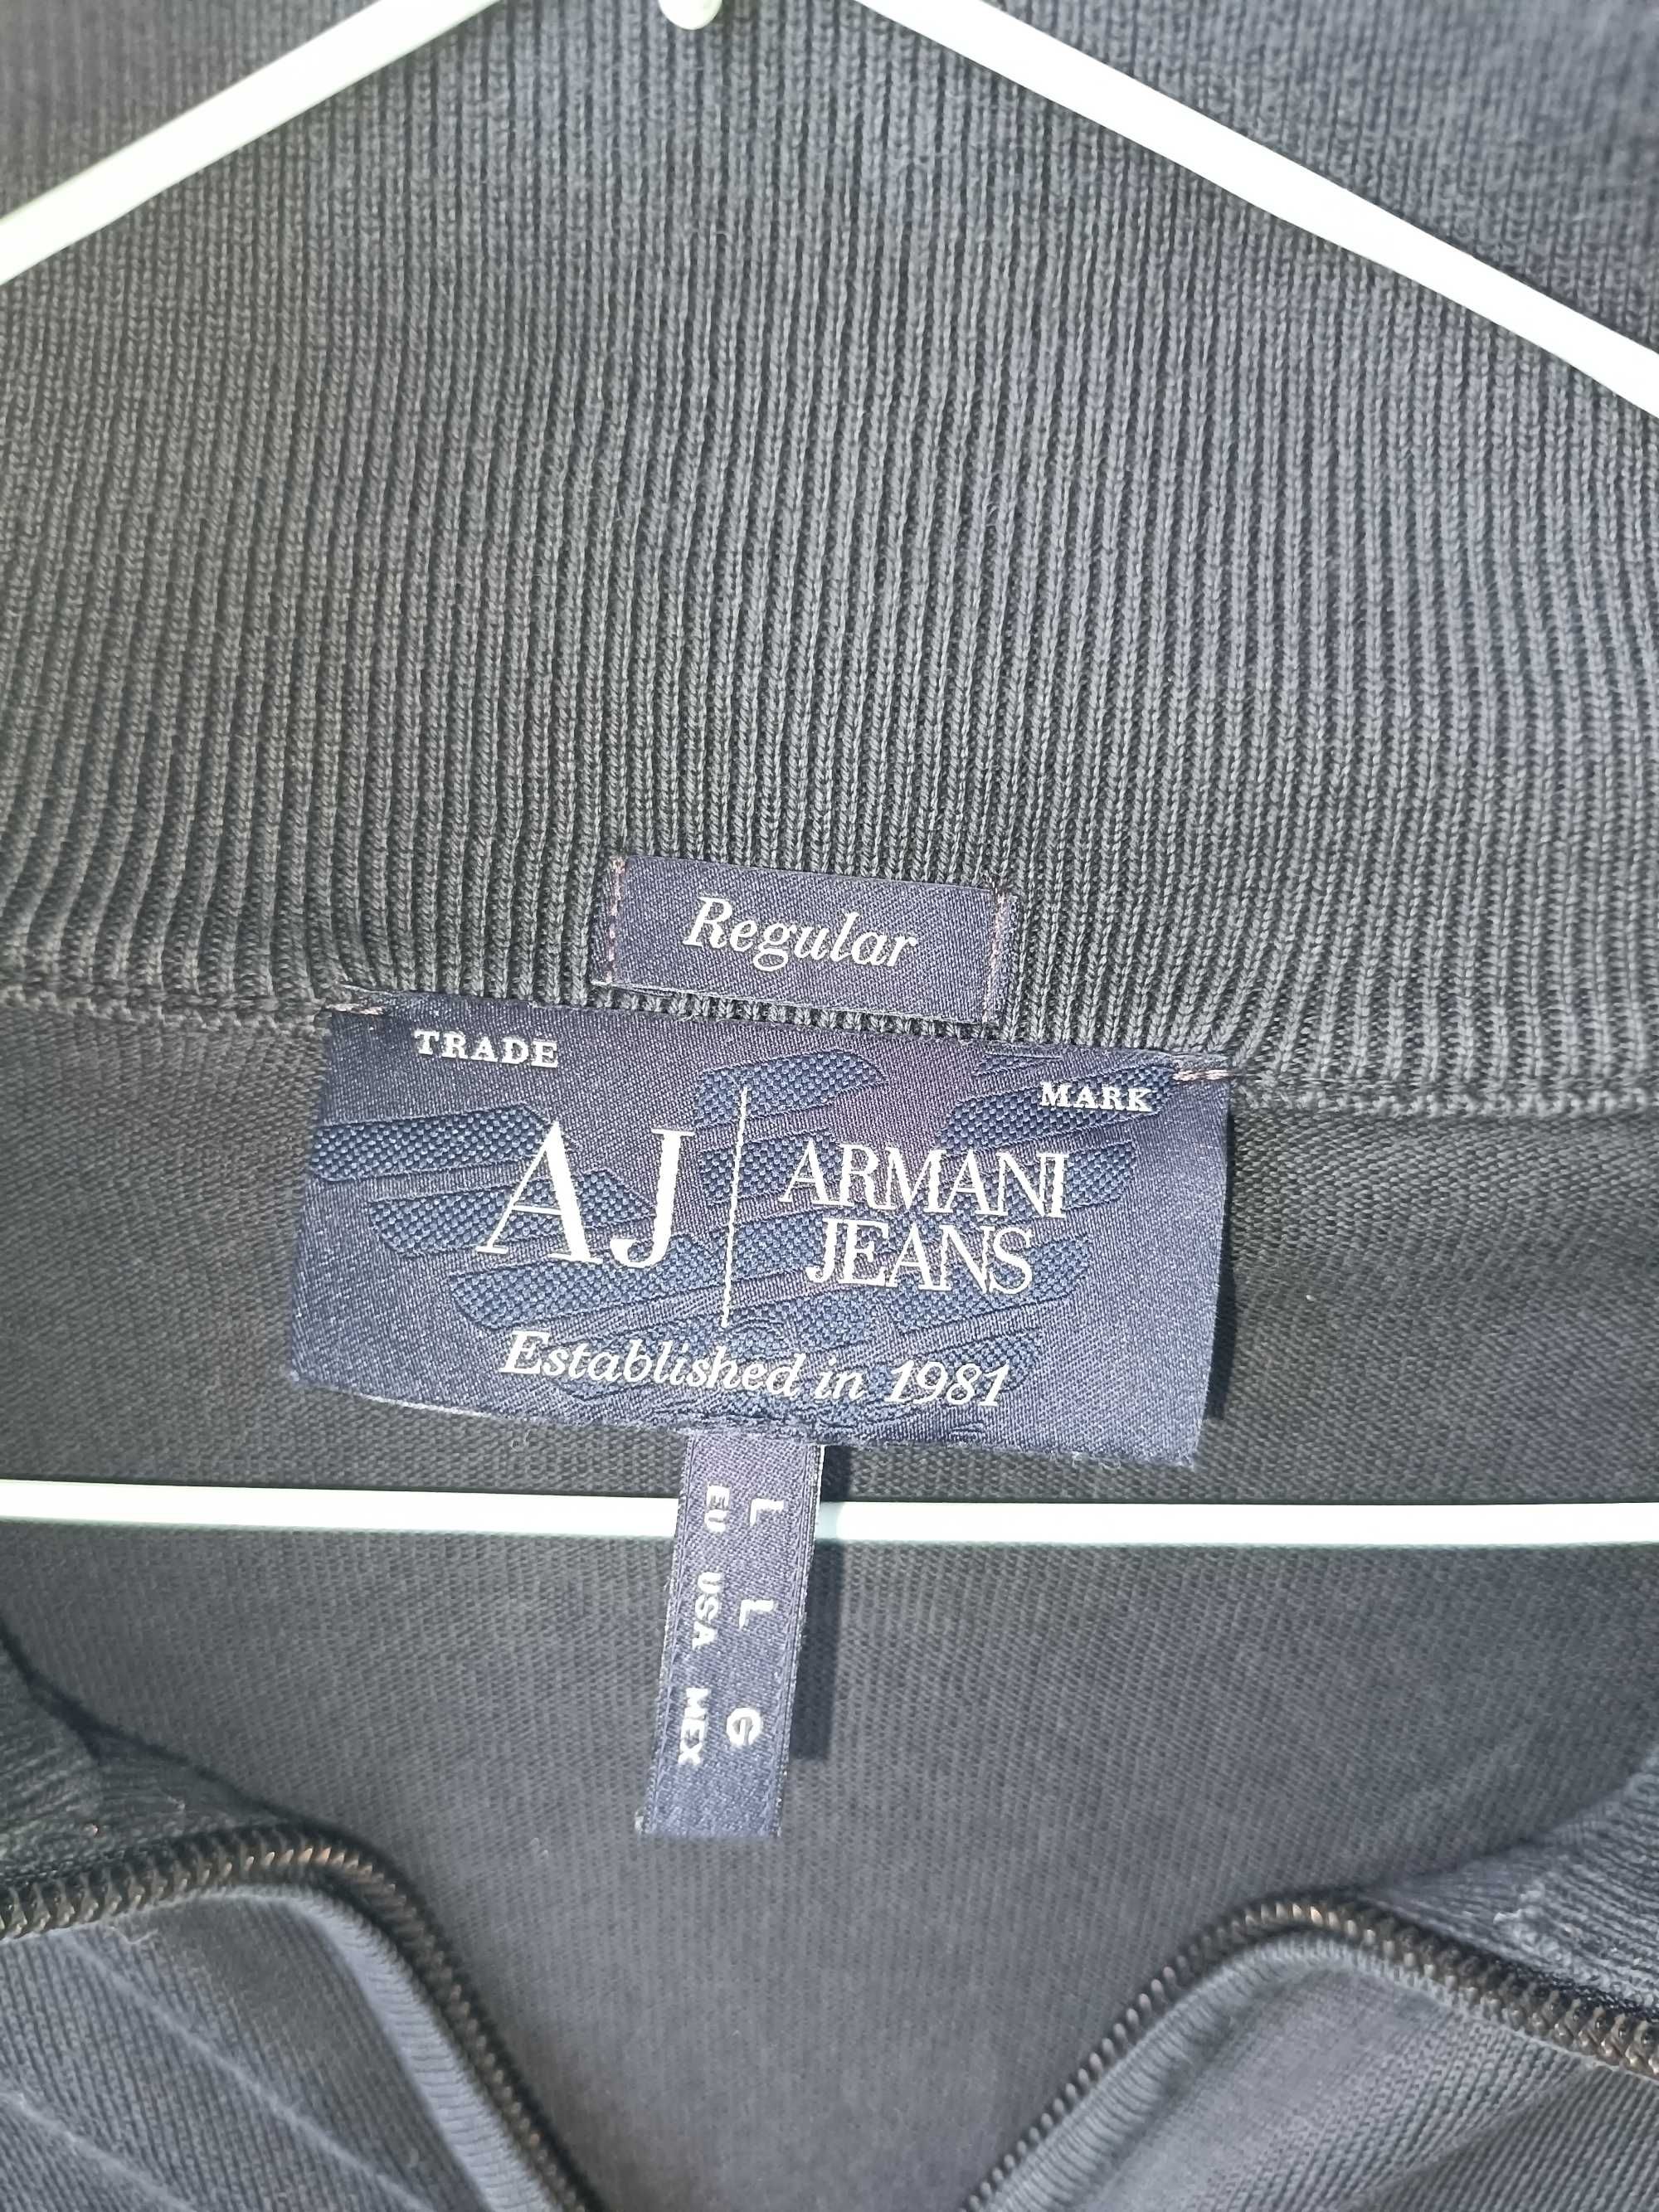 Regular
TRADE MARK
AJ ARMANI
JEANS
Established in 1981
L L G
EU USA MEX